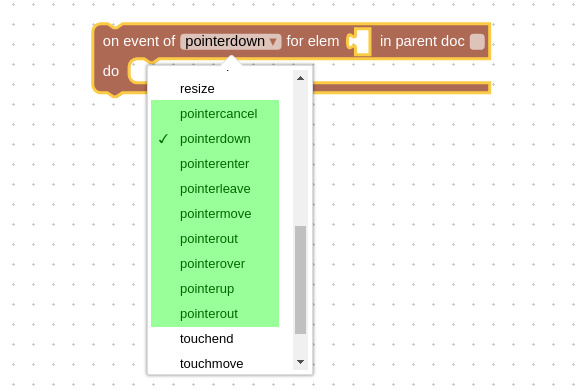 on event of pointerdown ▾ for elem in parent doc
do
resize
pointercancel
✓ pointerdown
pointerenter
pointerleave
pointermove
pointerout
pointerover
pointerup
pointerout
touchend
touchmove